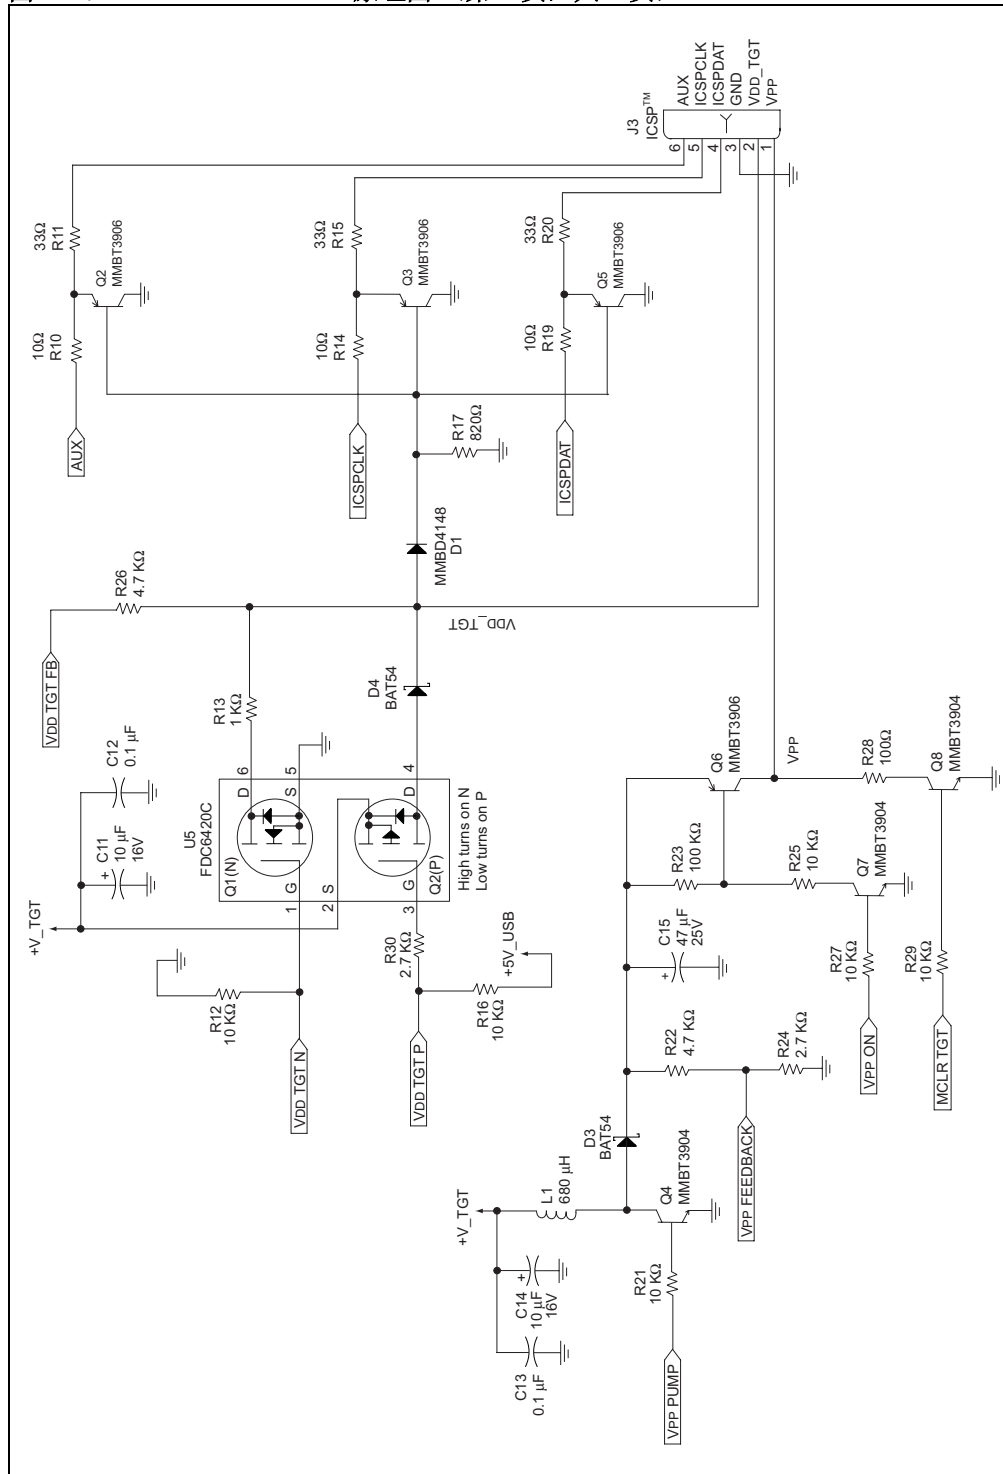 J3
ICSP™
AUX
ICSPCLK
ICSPDAT
GND
VDD_TGT
VPP
6
5
4
3
2
1
33Ω
R11
33Ω
R15
33Ω
R20
Q2
MMBT3906
Q3
MMBT3906
Q5
MMBT3906
10Ω
R10
10Ω
R14
10Ω
R19
AUX
ICSPCLK
ICSPDAT
R17
820Ω
MMBD4148
D1
R26
4.7 KΩ
VDD TGT FB
VDD_TGT
D4
BAT54
R13
1 KΩ
C12
0.1 µF
C11
10 µF
16V
+
+V_TGT
U5
FDC6420C
Q1(N)
Q2(P)
6
D
5
S
4
D
1
G
2
S
3
G
High turns on N
Low turns on P
R12
10 KΩ
R30
2.7 KΩ
R16
10 KΩ
+5V_USB
VDD TGT N
VDD TGT P
Q6
MMBT3906
VPP
R28
100Ω
Q8
MMBT3904
R23
100 KΩ
R25
10 KΩ
Q7
MMBT3904
C15
47 µF
25V
+
R27
10 KΩ
R29
10 KΩ
VPP ON
MCLR TGT
R22
4.7 KΩ
R24
2.7 KΩ
VPP FEEDBACK
D3
BAT54
+V_TGT
L1
680 µH
Q4
MMBT3904
R21
10 KΩ
C14
10 µF
16V
+
C13
0.1 µF
VPP PUMP